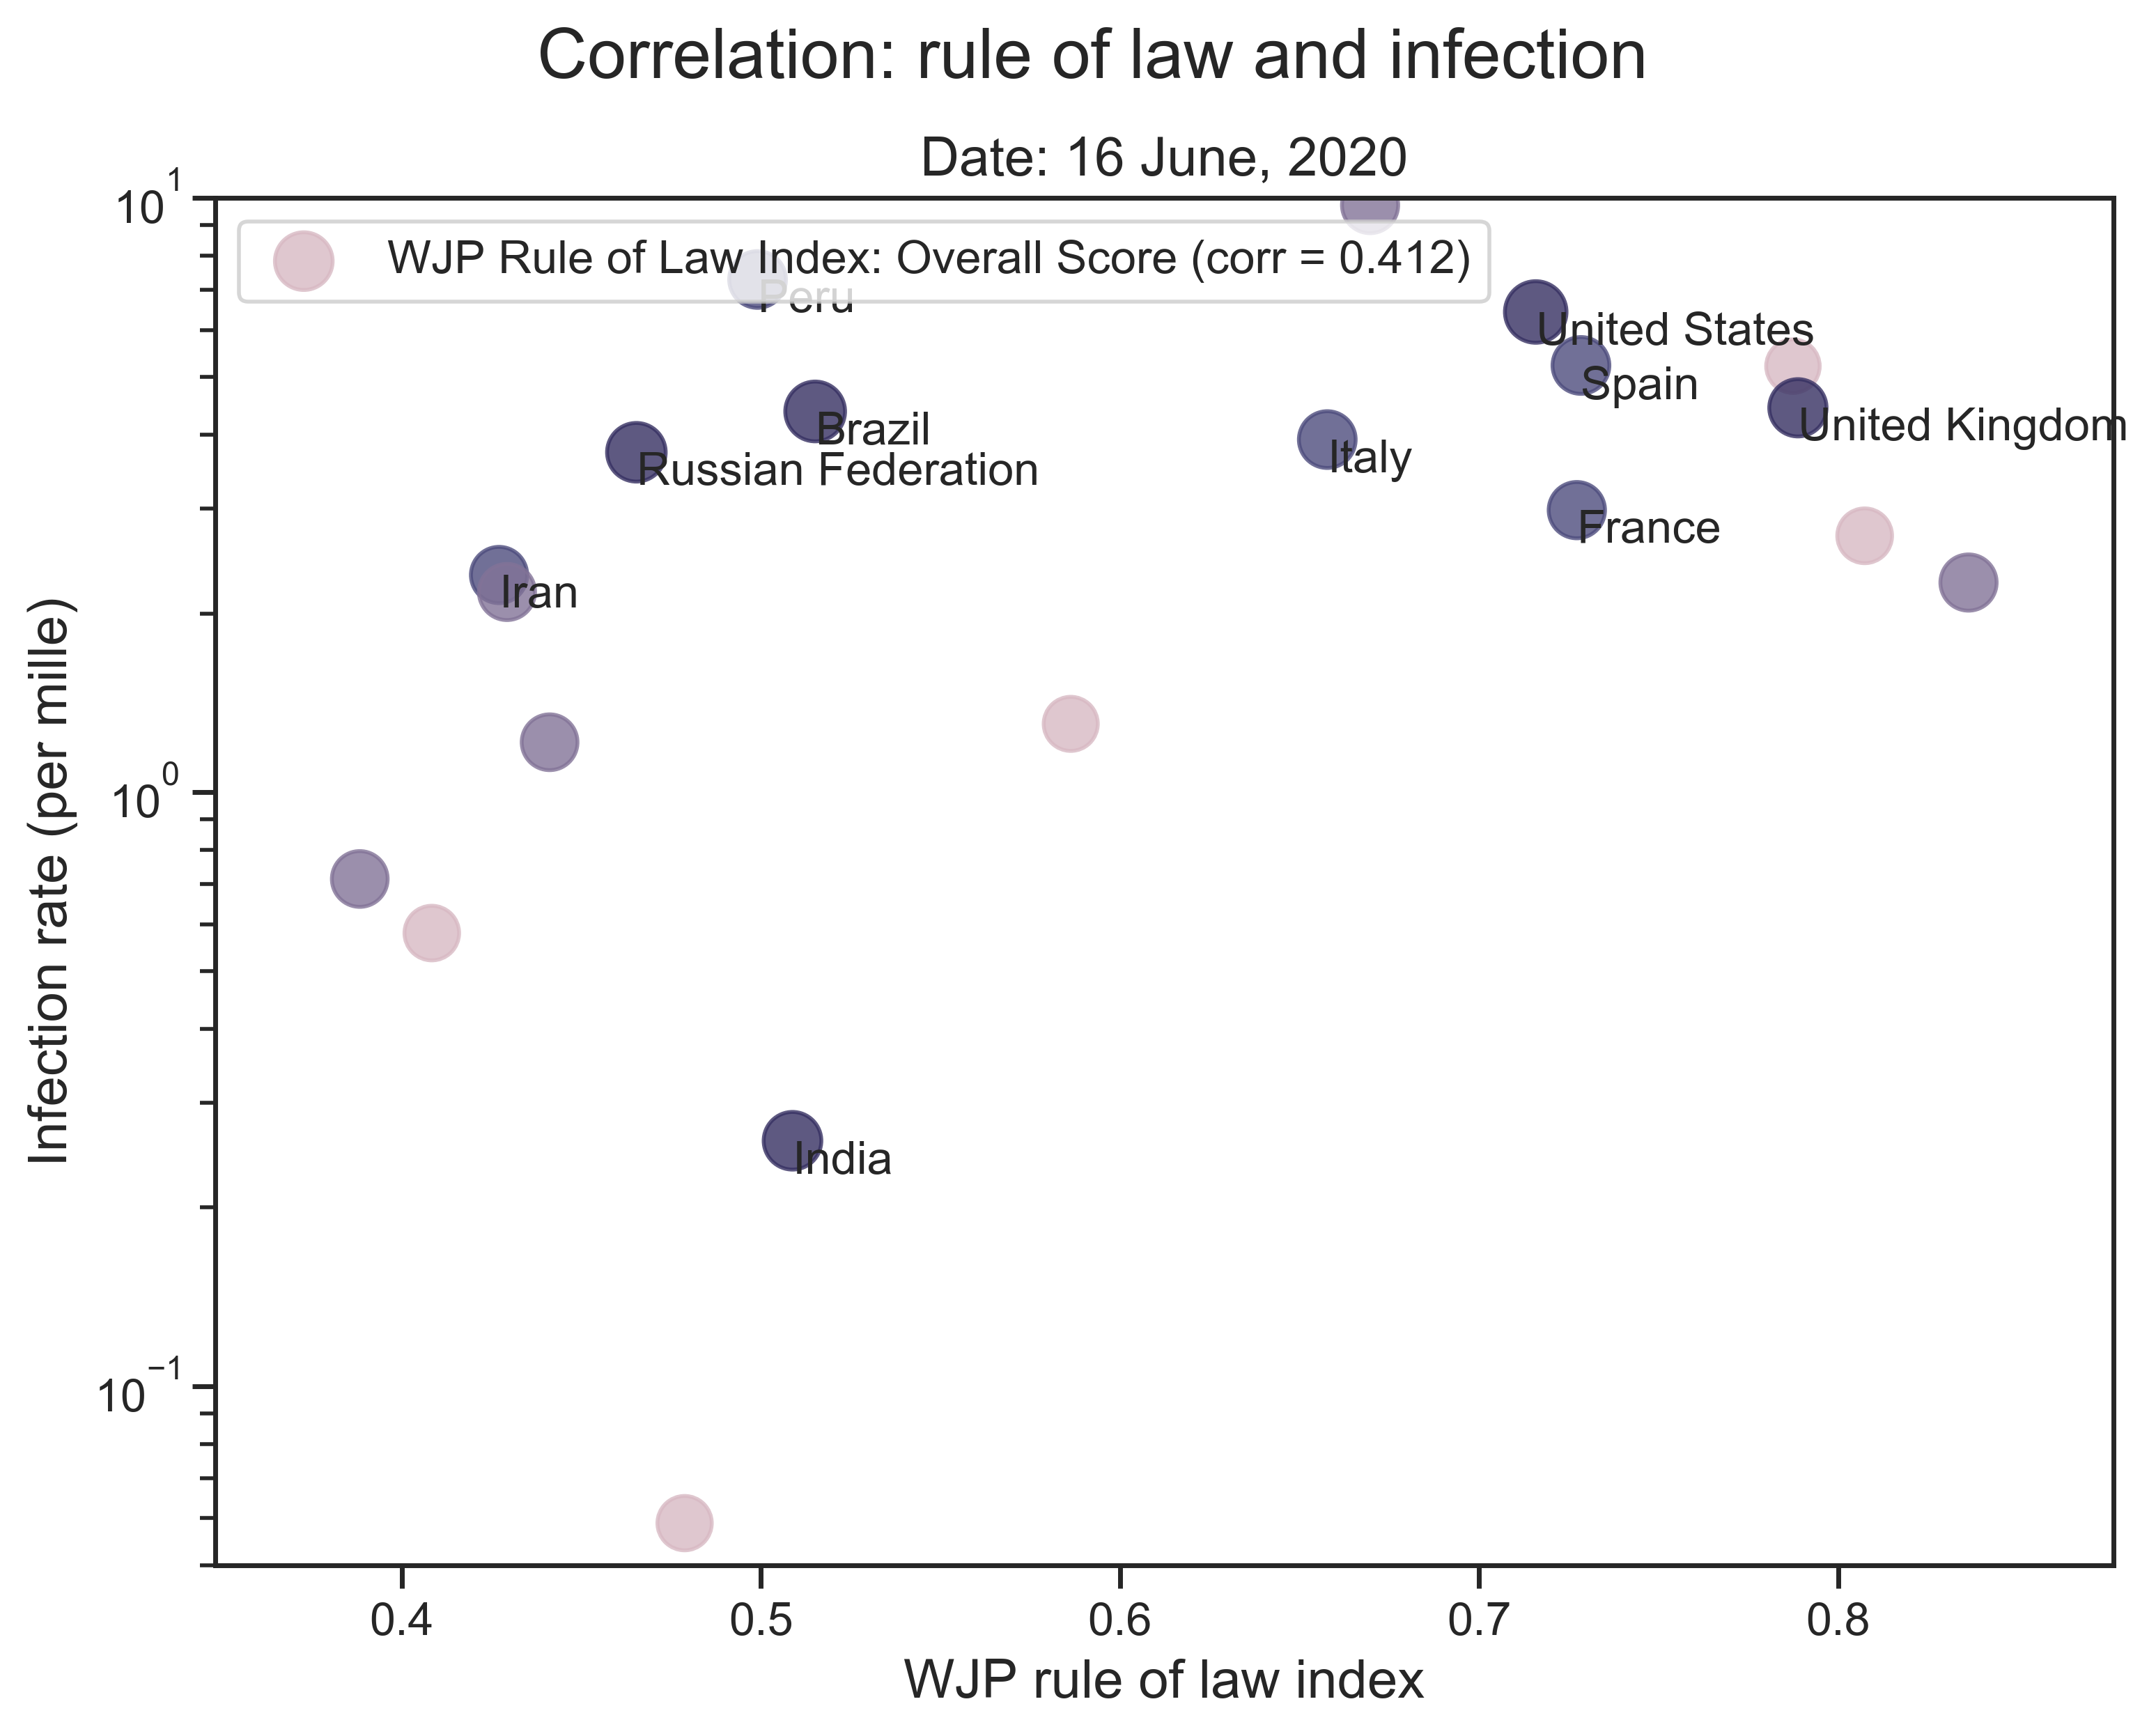 Correlation: rule of law and infection
Date: 16 June, 2020
10^1
WJP Rule of Law Index: Overall Score (corr = 0.412)
Peru
United States
Spain
United Kingdom
Brazil
Italy
Russian Federation
France
Iran
10^0
Infection rate (per mille)
India
10^−1
0.4 0.5 0.6 0.7 0.8
WJP rule of law index